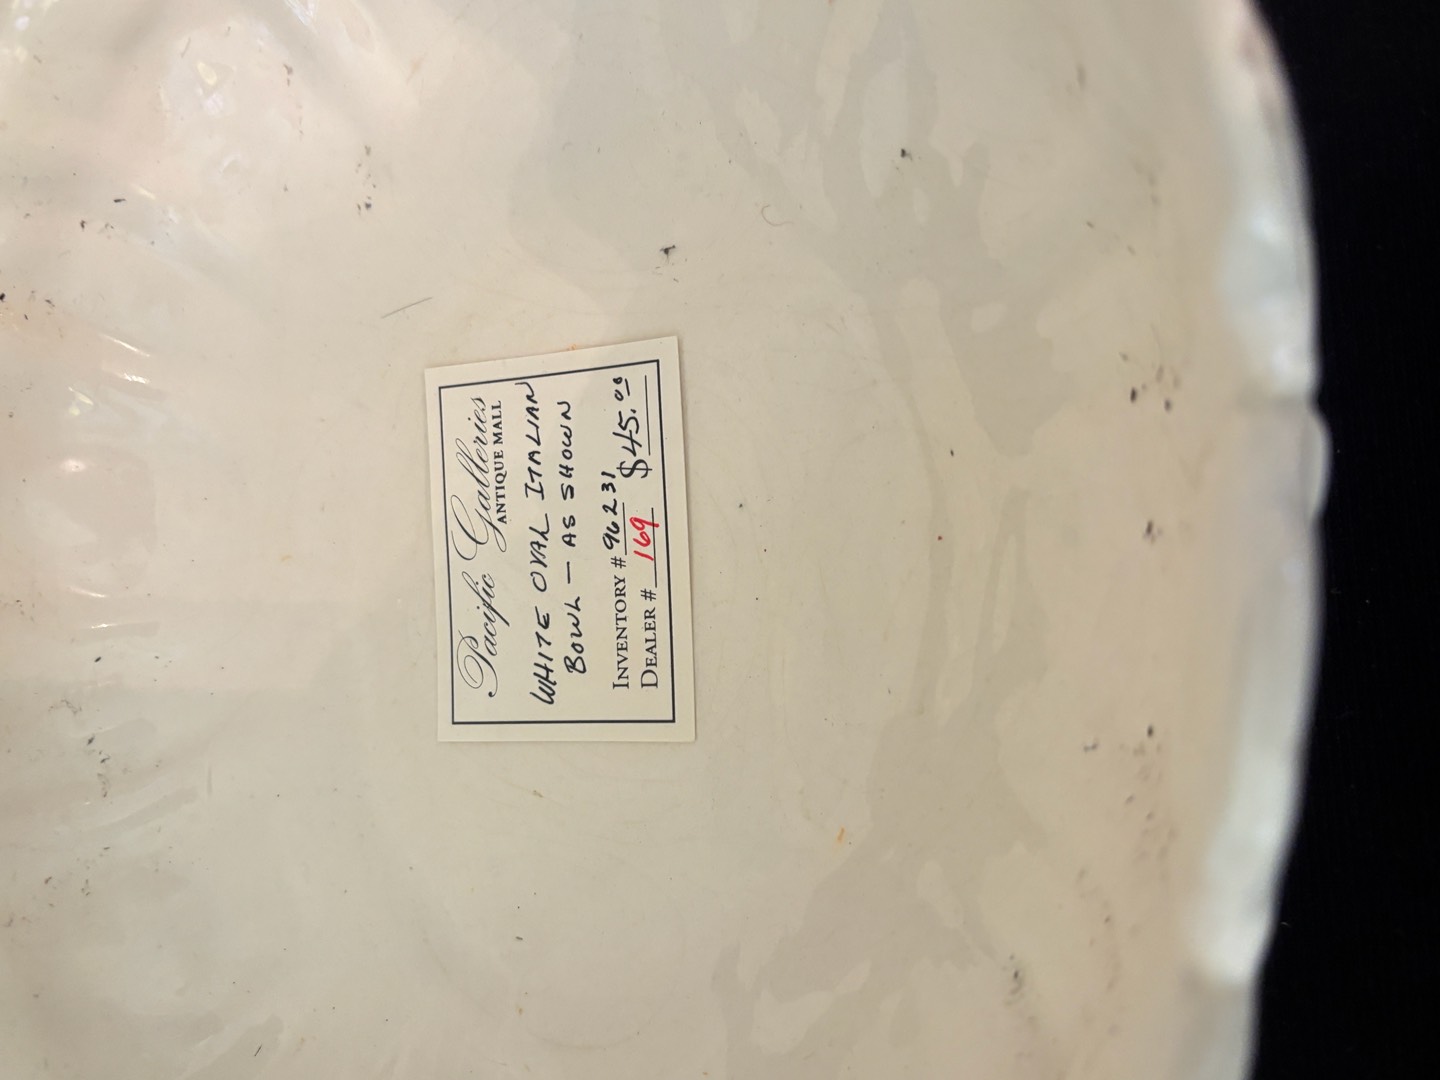 Pacific Galleries
ANTIQUE MALL
WHITE OVAL ITALIAN
BOWL - AS SHOWN
INVENTORY # 96231
DEALER # 169 $45.00